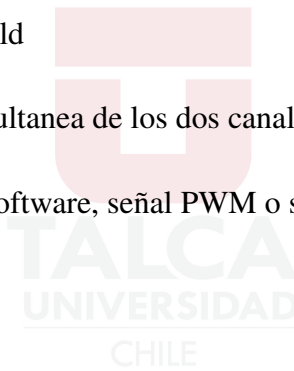 ld
ultanea de los dos canal
oftware, señal PWM o s
TALCA
UNIVERSIDAD
CHILE